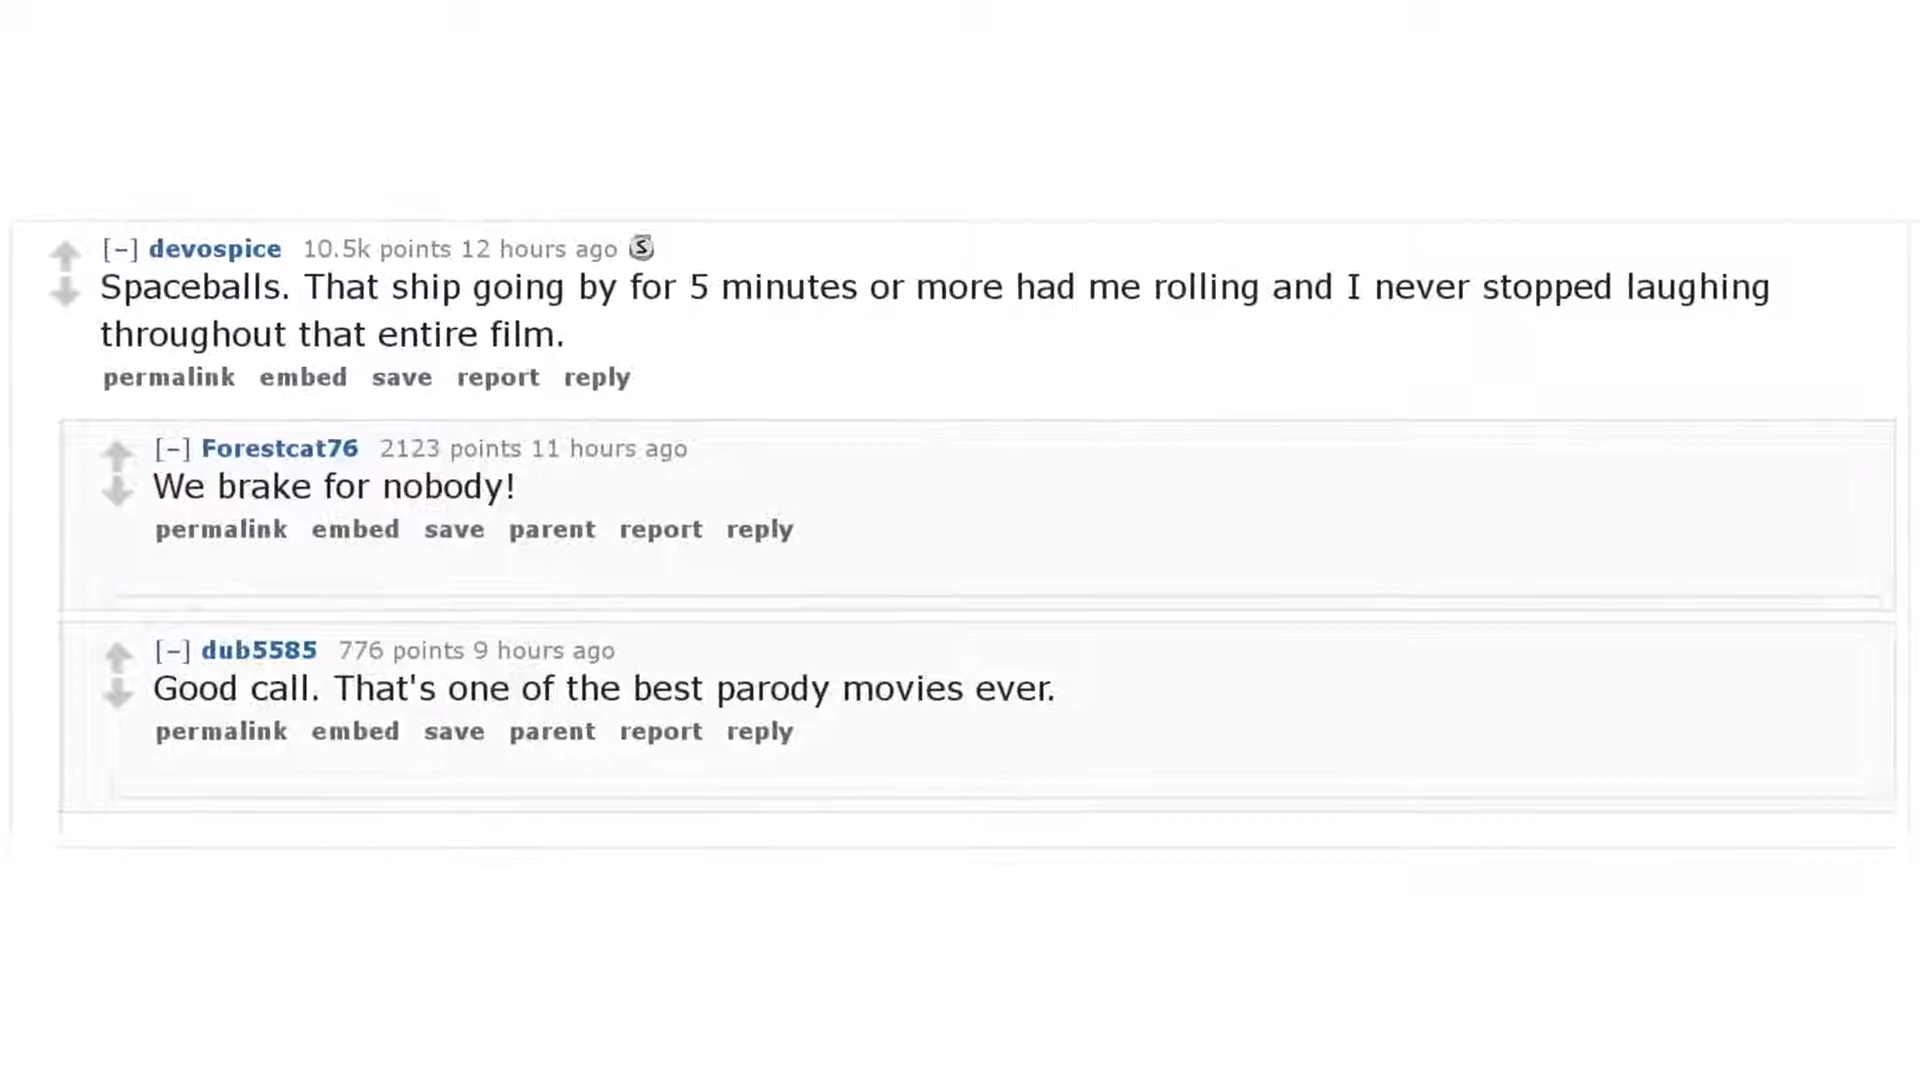 [–] devospice 10.5k points 12 hours ago S
Spaceballs. That ship going by for 5 minutes or more had me rolling and I never stopped laughing
throughout that entire film.
permalink embed save report reply
[–] Forestcat76 2123 points 11 hours ago
We brake for nobody!
permalink embed save parent report reply
[–] dub5585 776 points 9 hours ago
Good call. That's one of the best parody movies ever.
permalink embed save parent report reply